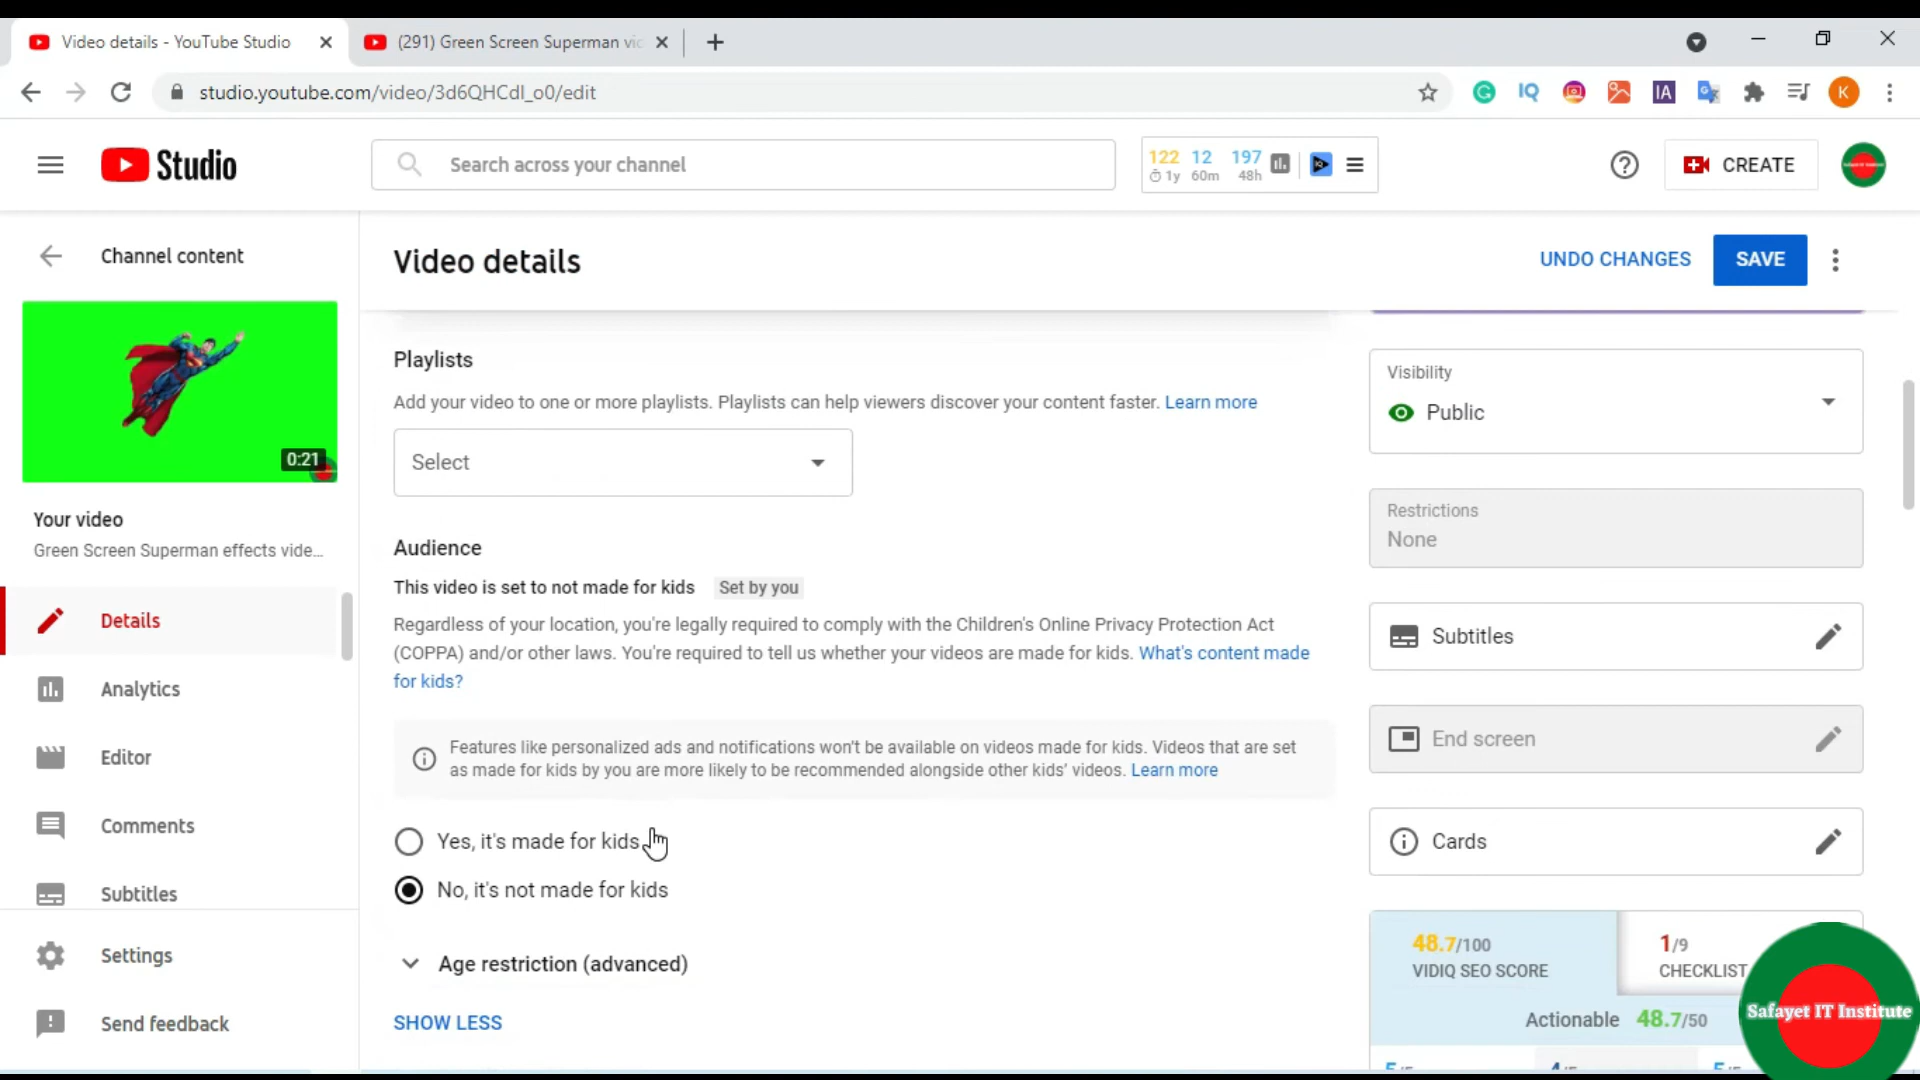 Video details - YouTube Studio
(291) Green Screen Superman vi
studio.youtube.com/video/3d6QHCdI_o0/edit
IQ
IA
K
Studio
Search across your channel
122 12 197
1y 60m 48h
CREATE
Channel content
Video details
UNDO CHANGES
SAVE
0:21
Your video
Green Screen Superman effects vide...
Details
Analytics
Editor
Comments
Subtitles
Settings
Send feedback
Playlists
Add your video to one or more playlists. Playlists can help viewers discover your content faster. Learn more
Select
Audience
This video is set to not made for kids Set by you
Regardless of your location, you're legally required to comply with the Children's Online Privacy Protection Act
(COPPA) and/or other laws. You're required to tell us whether your videos are made for kids. What's content made
for kids?
Features like personalized ads and notifications won't be available on videos made for kids. Videos that are set
as made for kids by you are more likely to be recommended alongside other kids' videos. Learn more
Yes, it's made for kids
No, it's not made for kids
Age restriction (advanced)
SHOW LESS
Visibility
Public
Restrictions
None
Subtitles
End screen
Cards
48.7/100
VIDIQ SEO SCORE
1/9
CHECKLIST
Actionable 48.7/50
Safayet IT Institute